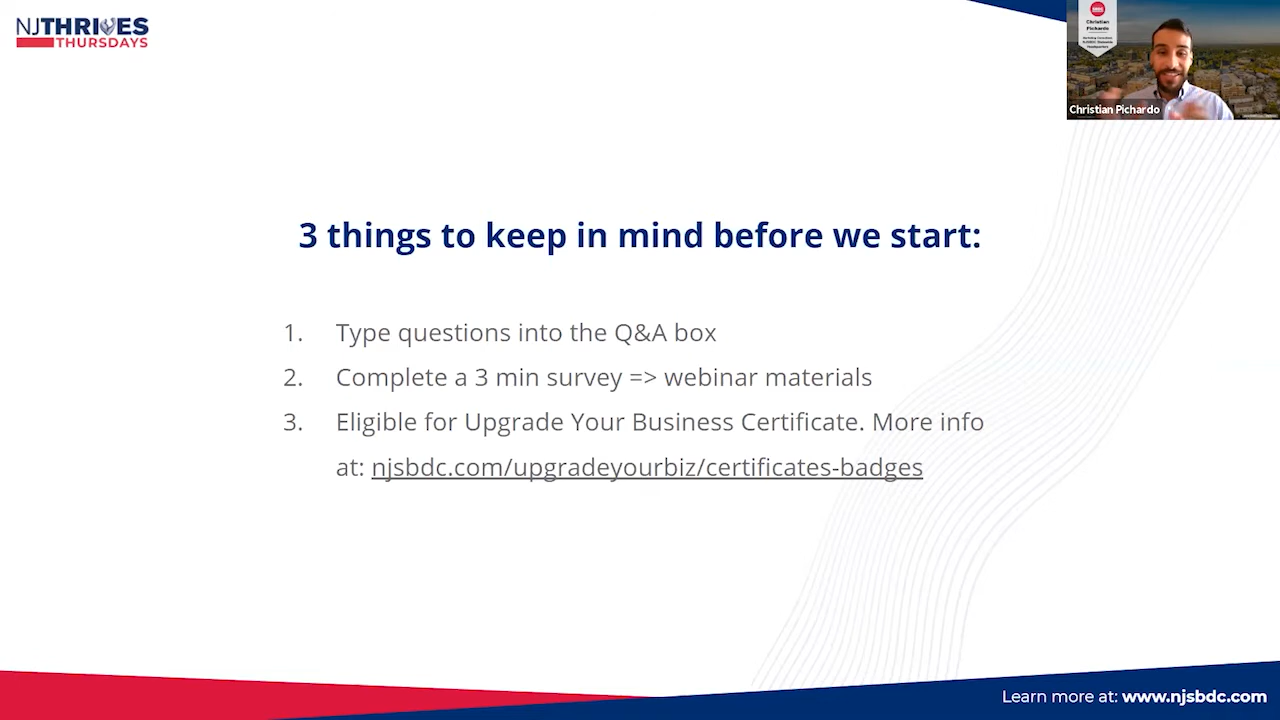 NJTHRIVES
THURSDAYS
Christian
Pichardo
Christian Pichardo
3 things to keep in mind before we start:
1. Type questions into the Q&A box
2. Complete a 3 min survey => webinar materials
3. Eligible for Upgrade Your Business Certificate. More info
at: njsbdc.com/upgradeyourbiz/certificates-badges
Learn more at: www.njsbdc.com